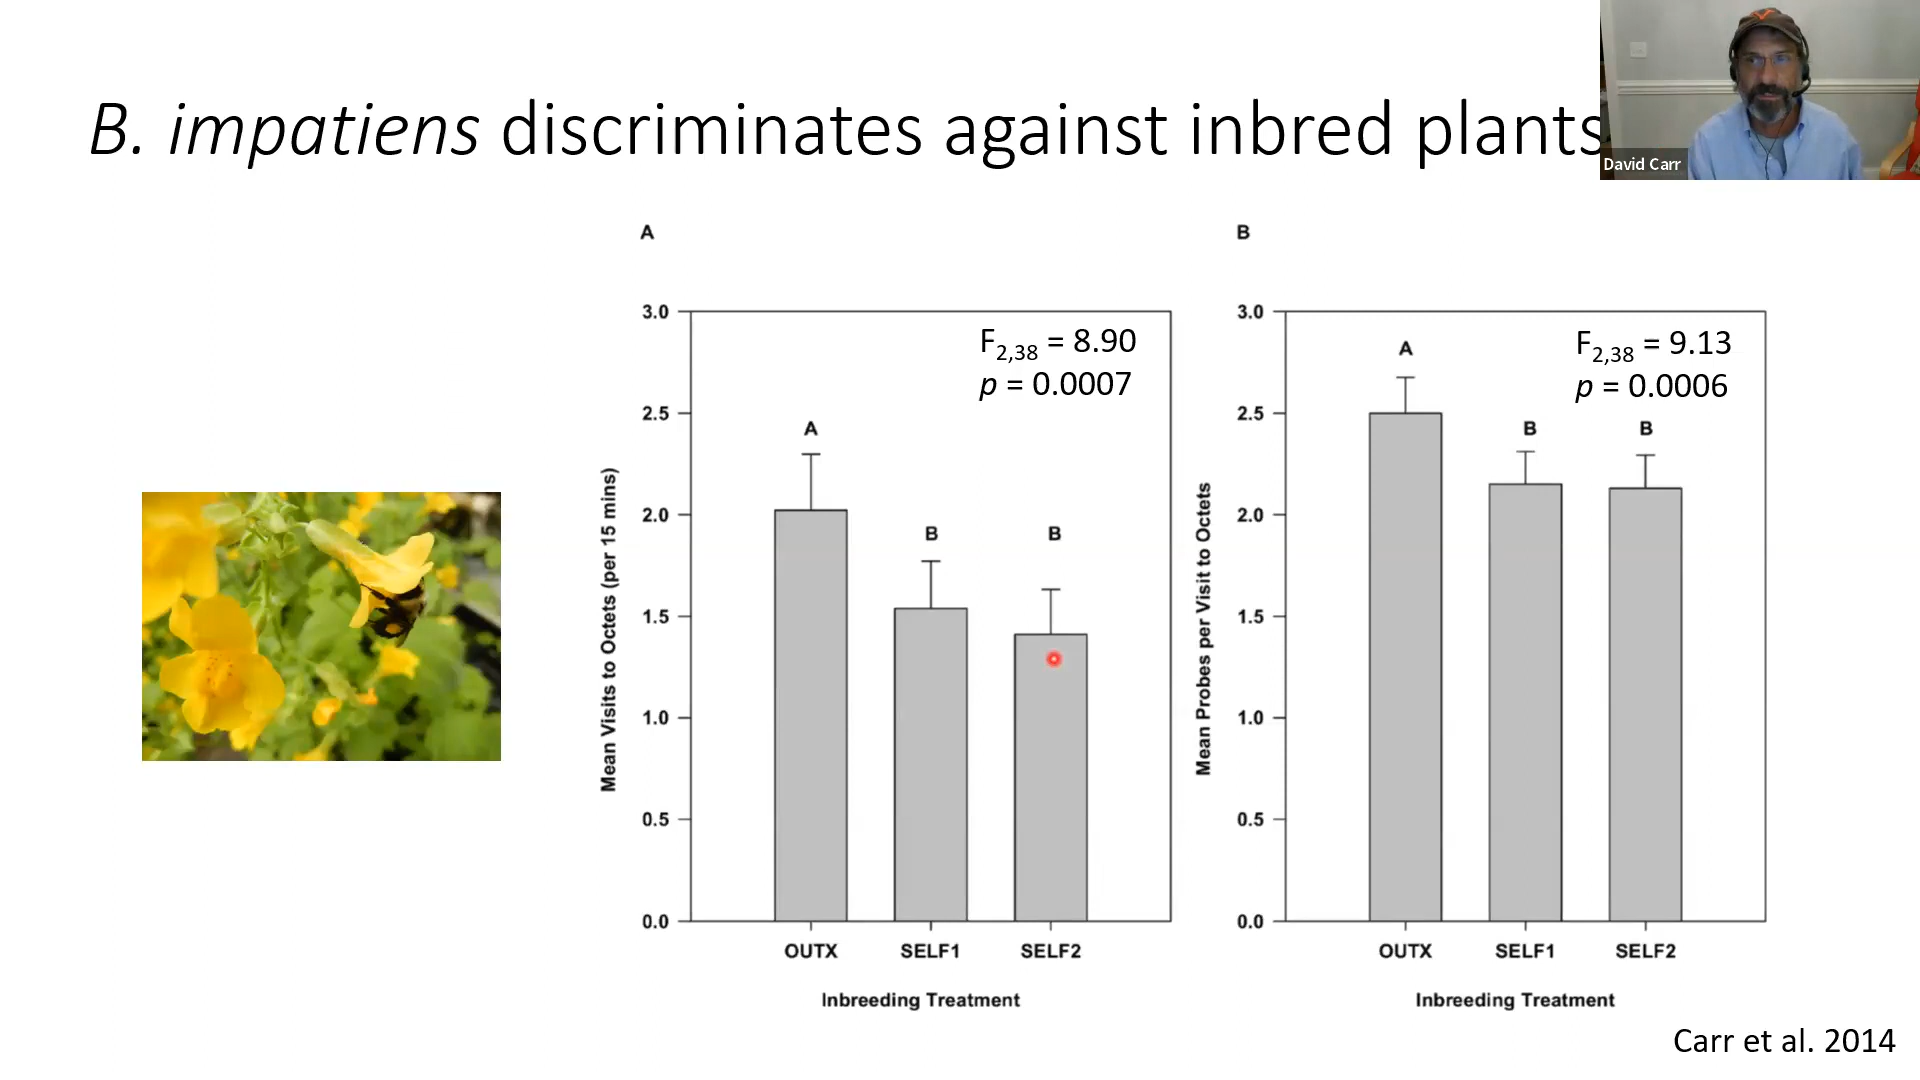 B. impatiens discriminates against inbred plants
David Carr
A
3.0
2.5
2.0
1.5
1.0
0.5
0.0
Mean Visits to Octets (per 15 mins)
F2,38 = 8.90
p = 0.0007
A
B
B
OUTX
SELF1
SELF2
Inbreeding Treatment
B
3.0
2.5
2.0
1.5
1.0
0.5
0.0
Mean Probes per Visit to Octets
F2,38 = 9.13
p = 0.0006
A
B
B
OUTX
SELF1
SELF2
Inbreeding Treatment
Carr et al. 2014